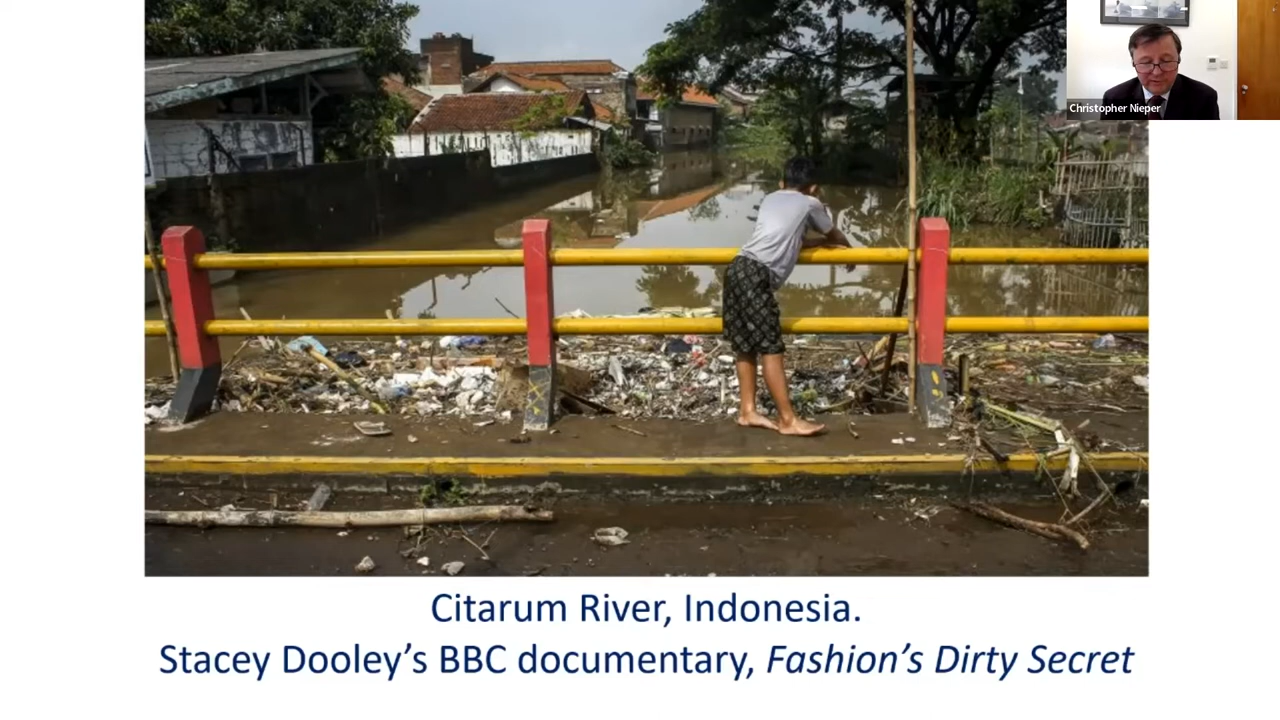 Christopher Nieper
Citarum River, Indonesia.
Stacey Dooley’s BBC documentary, Fashion’s Dirty Secret